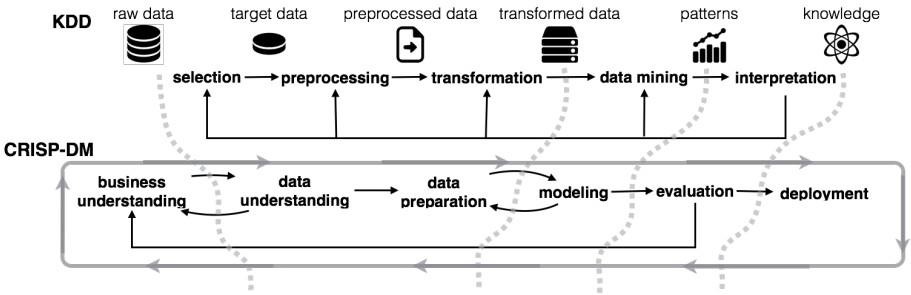 KDD
raw data
target data
preprocessed data
transformed data
patterns
knowledge
selection
preprocessing
transformation
data mining
interpretation
CRISP-DM
business
understanding
data
understanding
data
preparation
modeling
evaluation
deployment